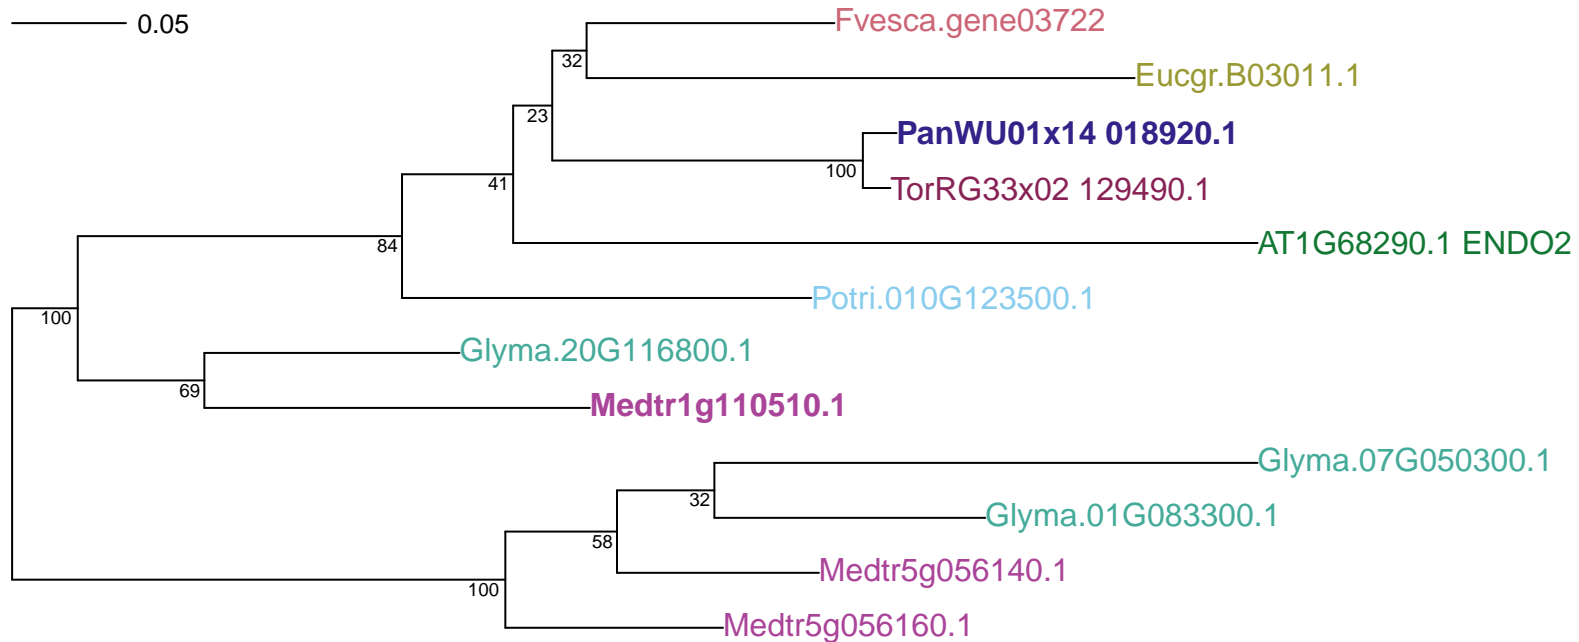 0.05
Fvesca.gene03722
32
Eucgr.B03011.1
23
PanWU01x14 018920.1
100
TorRG33x02 129490.1
41
AT1G68290.1 ENDO2
84
Potri.010G123500.1
100
Glyma.20G116800.1
69
Medtr1g110510.1
Glyma.07G050300.1
32
Glyma.01G083300.1
58
Medtr5g056140.1
100
Medtr5g056160.1